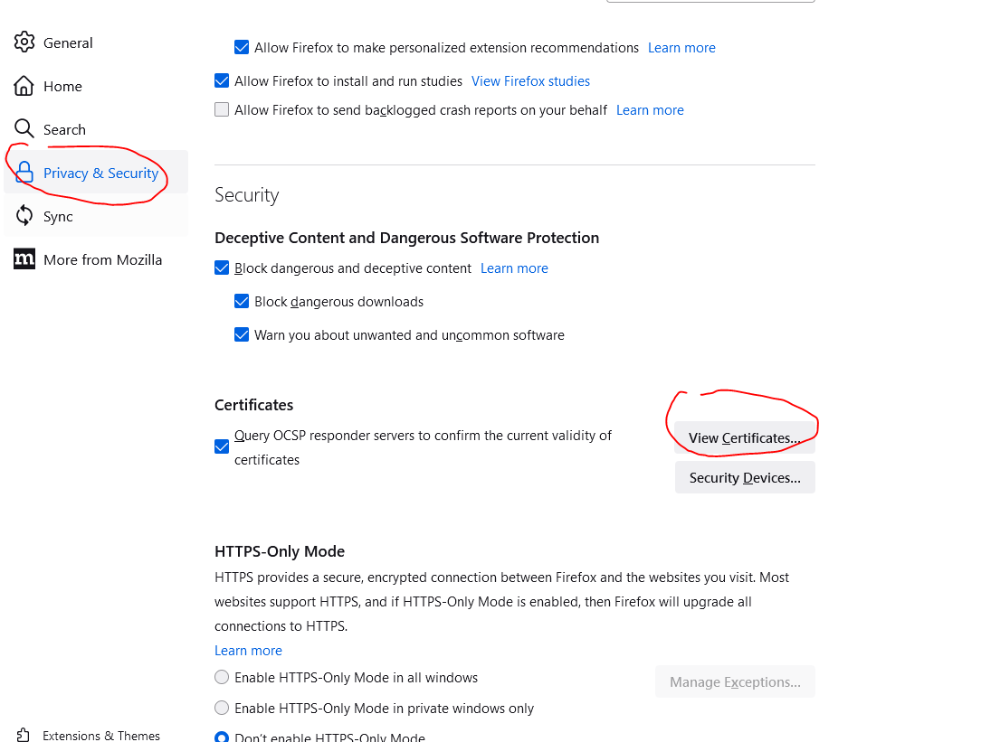 General
Home
Search
Privacy & Security
Sync
More from Mozilla
Extensions & Themes
Allow Firefox to make personalized extension recommendations Learn more
Allow Firefox to install and run studies View Firefox studies
Allow Firefox to send backlogged crash reports on your behalf Learn more
Security
Deceptive Content and Dangerous Software Protection
Block dangerous and deceptive content Learn more
Block dangerous downloads
Warn you about unwanted and uncommon software
Certificates
Query OCSP responder servers to confirm the current validity of
certificates
View Certificates...
Security Devices...
HTTPS-Only Mode
HTTPS provides a secure, encrypted connection between Firefox and the websites you visit. Most
websites support HTTPS, and if HTTPS-Only Mode is enabled, then Firefox will upgrade all
connections to HTTPS.
Learn more
Enable HTTPS-Only Mode in all windows
Manage Exceptions...
Enable HTTPS-Only Mode in private windows only
Don't enable HTTPS-Only Mode